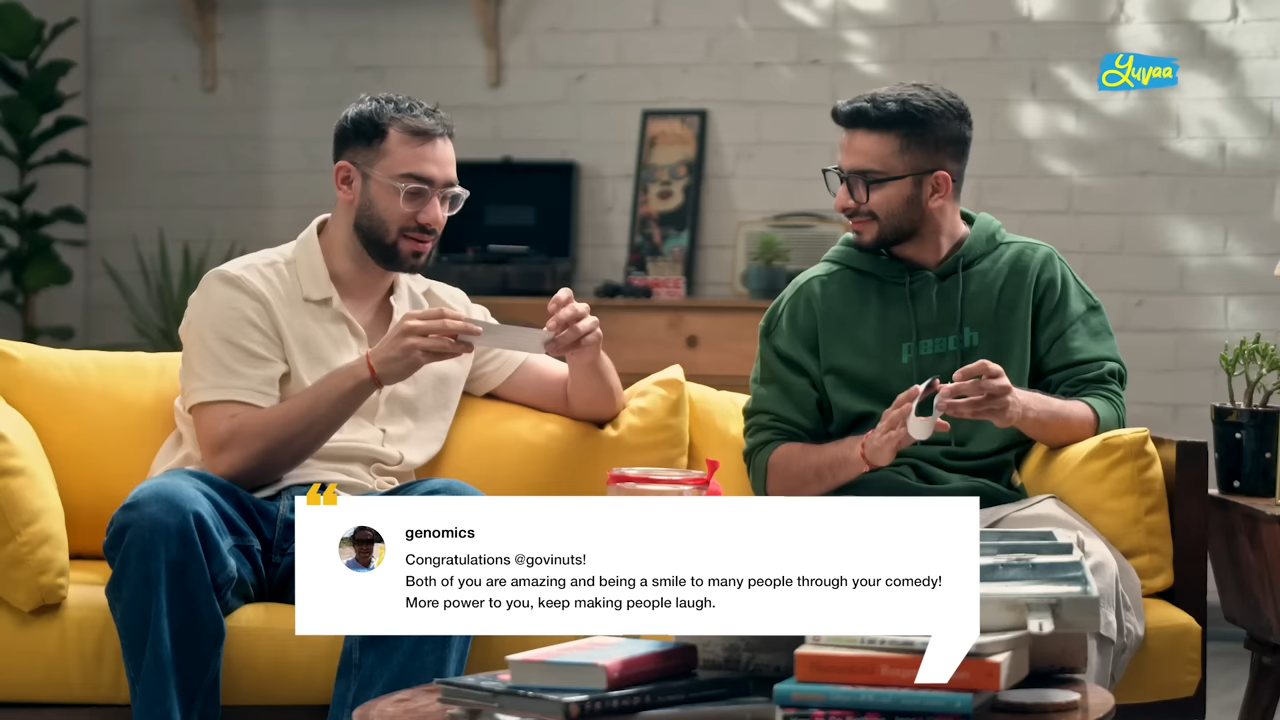 Yuvaa
peach
genomics
Congratulations @govinuts!
Both of you are amazing and being a smile to many people through your comedy!
More power to you, keep making people laugh.